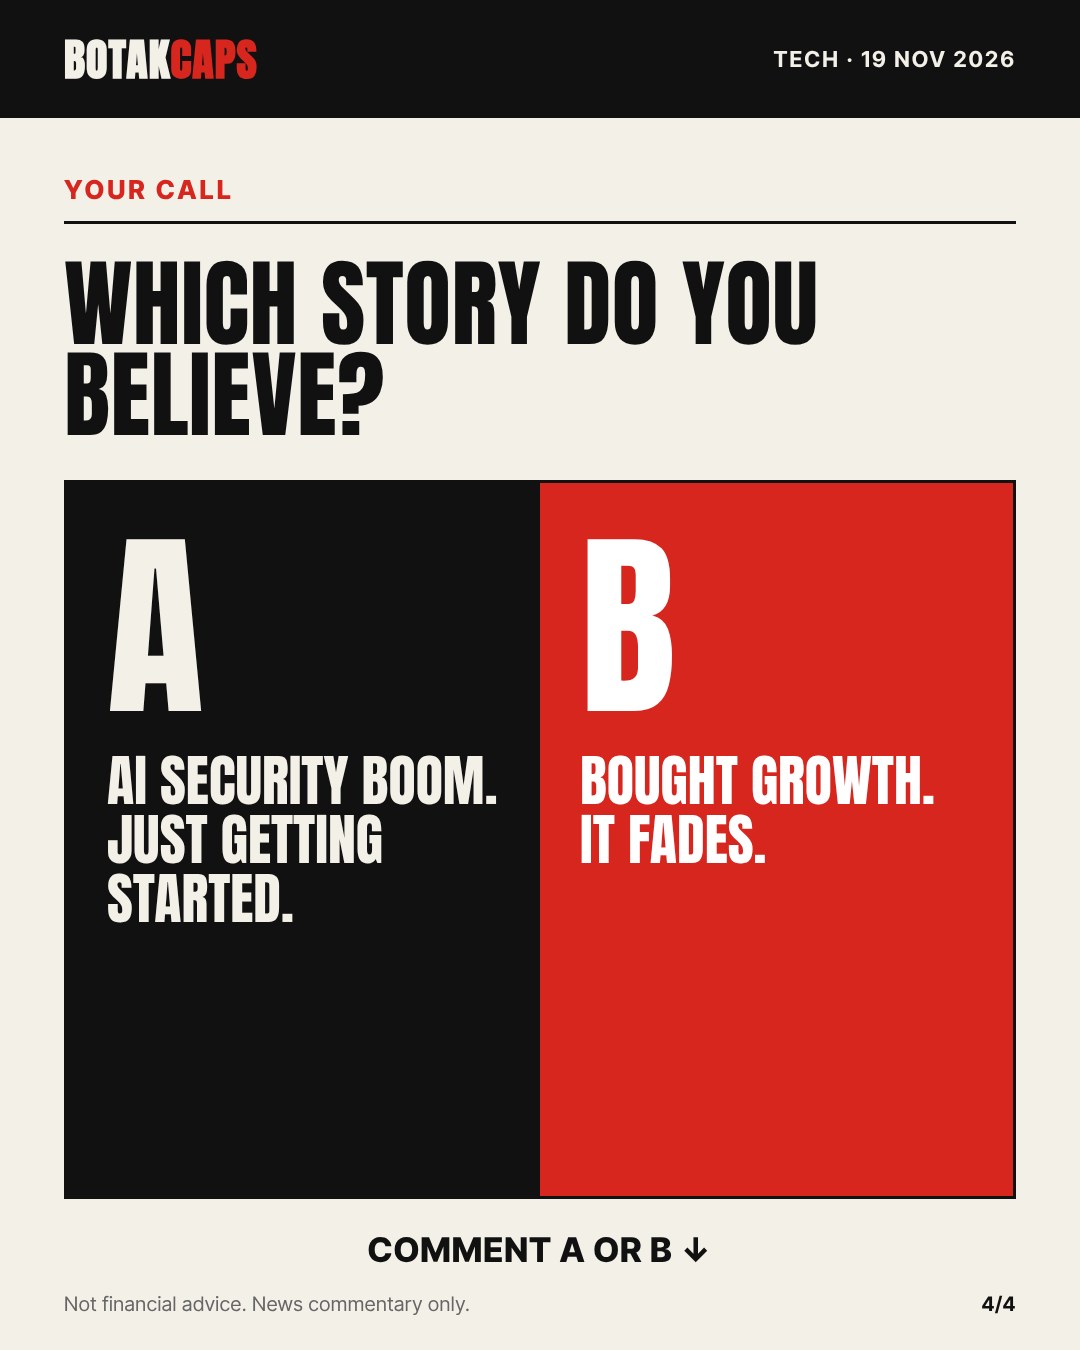 BOTAKCAPS
TECH · 19 NOV 2026
YOUR CALL
WHICH STORY DO YOU
BELIEVE?
A
AI SECURITY BOOM.
JUST GETTING
STARTED.
B
BOUGHT GROWTH.
IT FADES.
COMMENT A OR B ↓
Not financial advice. News commentary only.
4/4